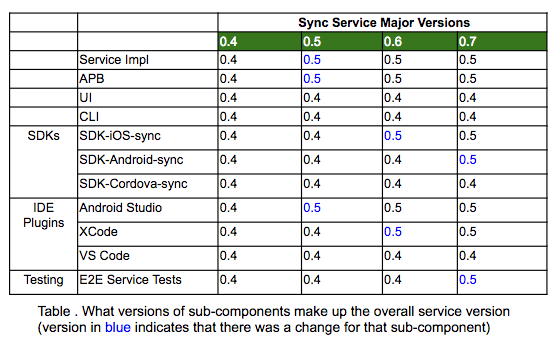 Sync Service Major Versions
0.4 0.5 0.6 0.7
Service Impl 0.4 0.5 0.5 0.5
APB 0.4 0.5 0.5 0.5
UI 0.4 0.4 0.4 0.4
CLI 0.4 0.4 0.4 0.4
SDKs SDK-iOS-sync 0.4 0.4 0.5 0.5
SDK-Android-sync 0.4 0.4 0.4 0.5
SDK-Cordova-sync 0.4 0.4 0.4 0.4
IDE Plugins Android Studio 0.4 0.5 0.5 0.5
XCode 0.4 0.4 0.5 0.5
VS Code 0.4 0.4 0.4 0.4
Testing E2E Service Tests 0.4 0.4 0.4 0.5
Table . What versions of sub-components make up the overall service version
(version in blue indicates that there was a change for that sub-component)